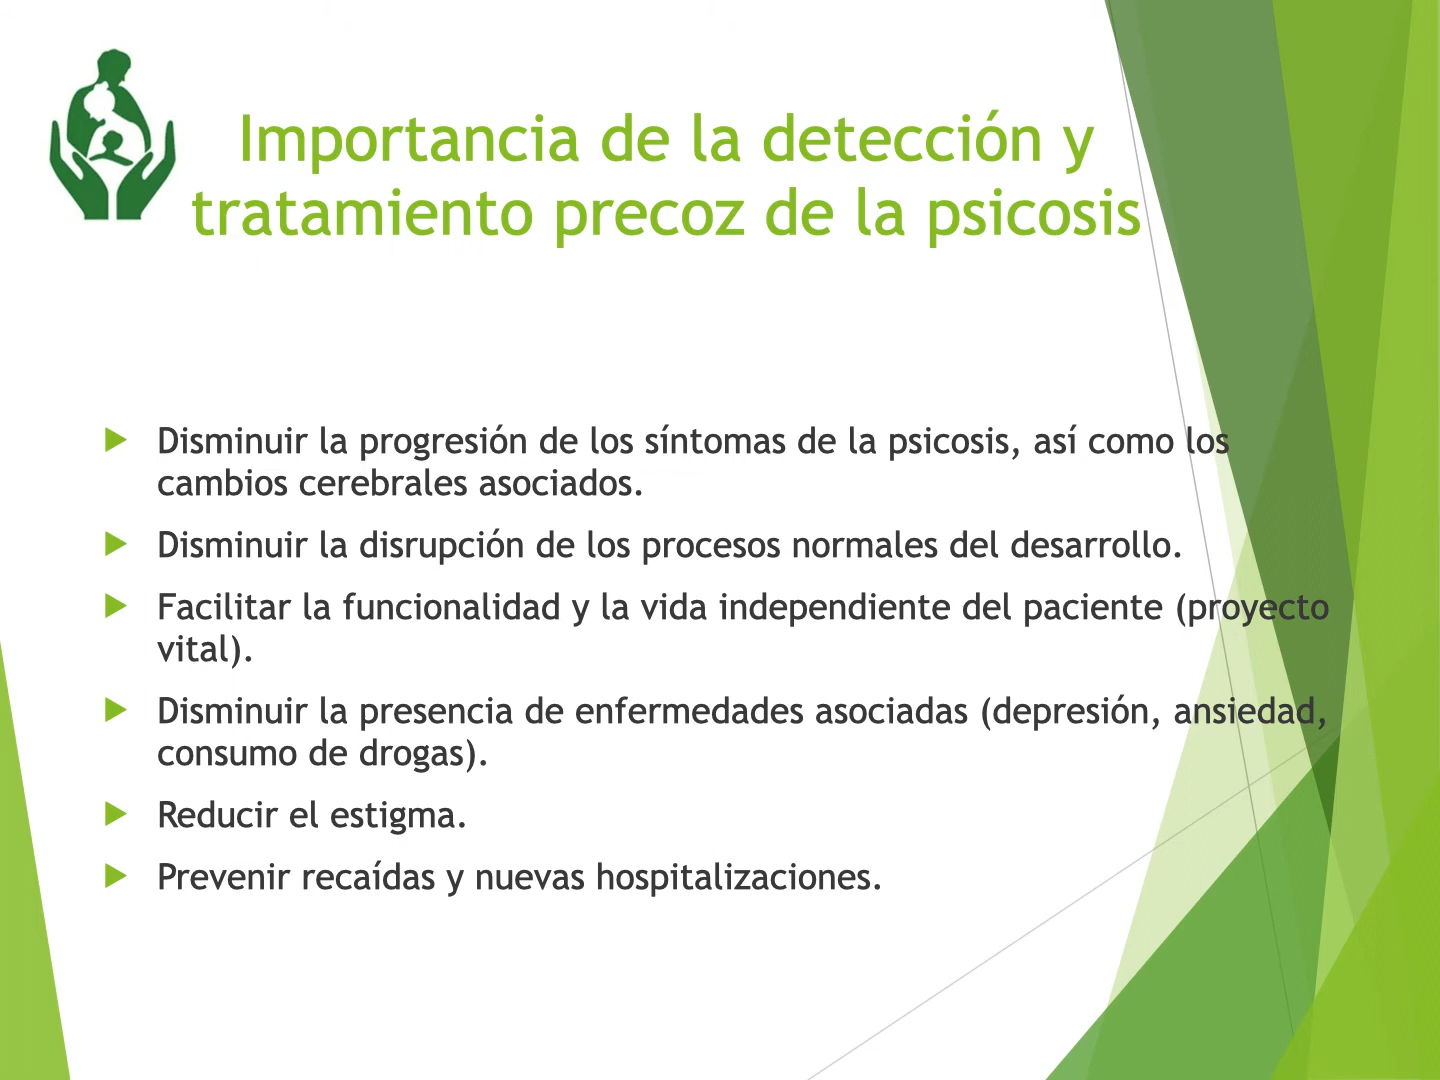 Importancia de la detección y
tratamiento precoz de la psicosis
Disminuir la progresión de los síntomas de la psicosis, así como los
cambios cerebrales asociados.
Disminuir la disrupción de los procesos normales del desarrollo.
Facilitar la funcionalidad y la vida independiente del paciente (proyecto
vital).
Disminuir la presencia de enfermedades asociadas (depresión, ansiedad,
consumo de drogas).
Reducir el estigma.
Prevenir recaídas y nuevas hospitalizaciones.